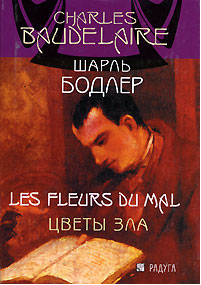 CHARLES
BAUDELAIRE
ШАРЛЬ
БОДЛЕР
LES FLEURS DU MAL
ЦВЕТЫ ЗЛА
РАДУГА